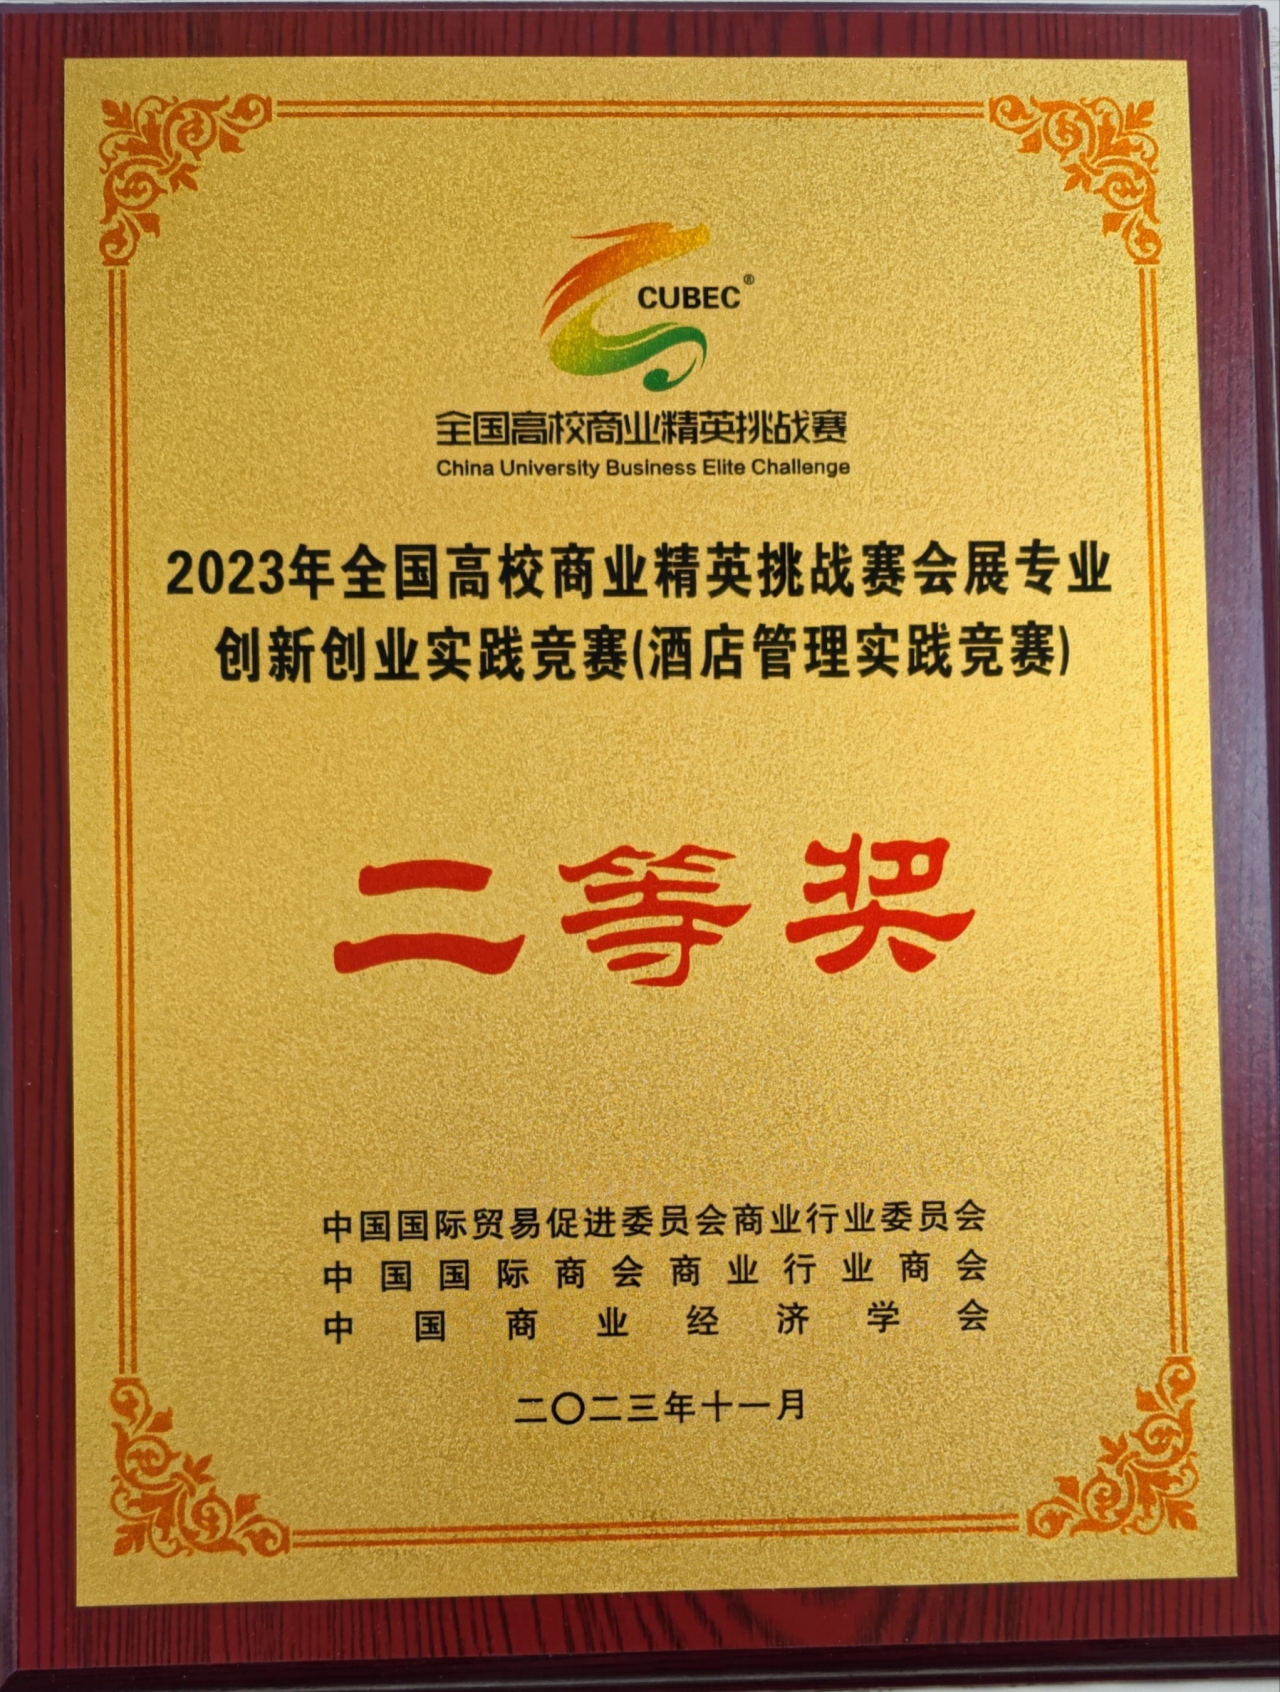 CUBEC®
全国高校商业精英挑战赛
China University Business Elite Challenge
2023年全国高校商业精英挑战赛会展专业
创新创业实践竞赛(酒店管理实践竞赛)
二等奖
中国国际贸易促进委员会商业行业委员会
中国国际商会商业行业商会
中国商业经济学会
二〇二三年十一月